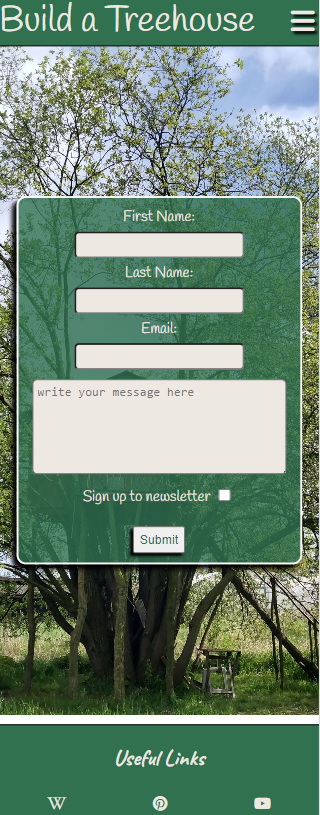 Build a Treehouse
First Name:
Last Name:
Email:
write your message here
Sign up to newsletter
Submit
Useful Links
W